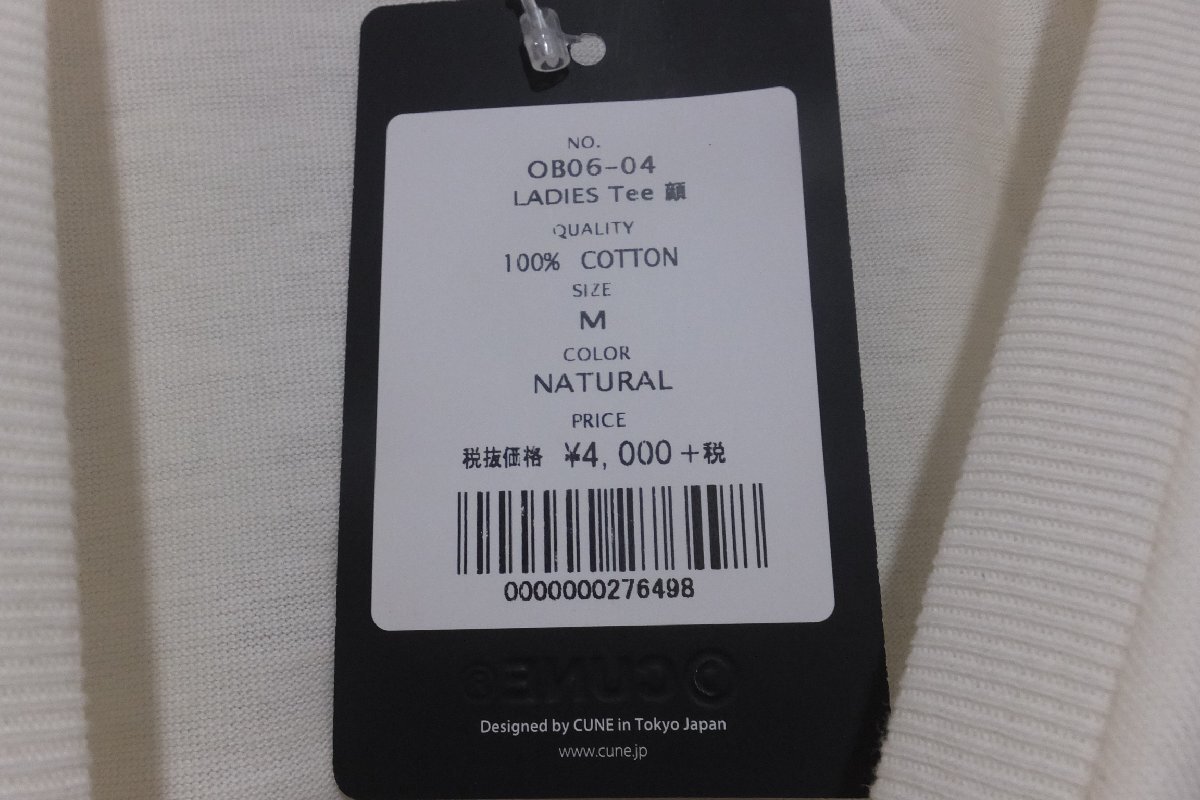 NO.
OB06-04
LADIES Tee 顔
QUALITY
100% COTTON
SIZE
M
COLOR
NATURAL
PRICE
税抜価格 ¥4,000+税
0000000276498
©CUNE®
Designed by CUNE in Tokyo Japan
www.cune.jp